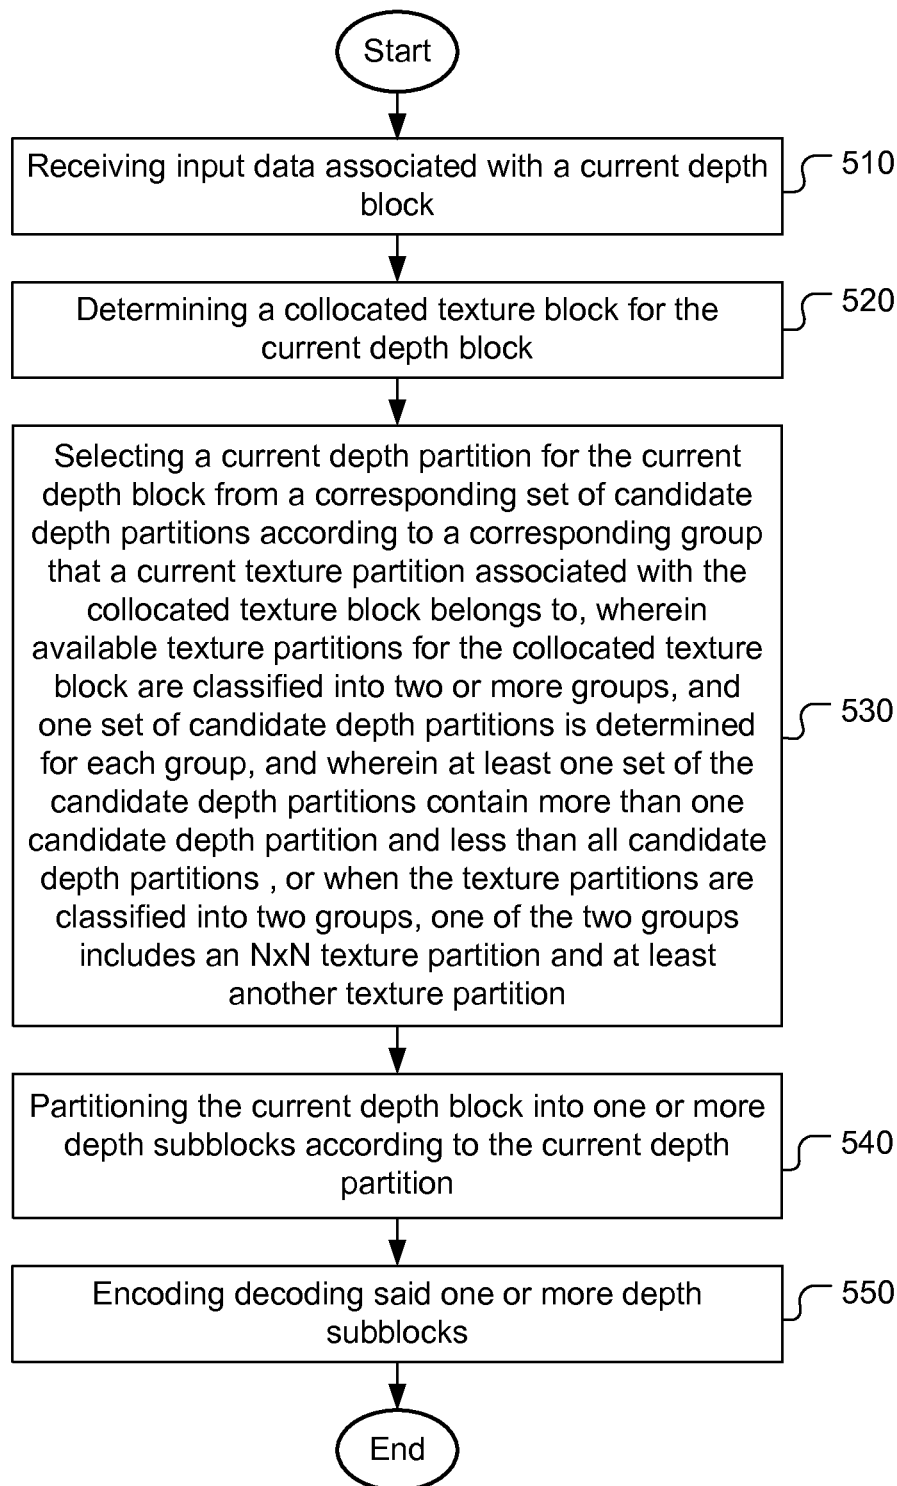 Start
Receiving input data associated with a current depth
block
510
Determining a collocated texture block for the
current depth block
520
Selecting a current depth partition for the current
depth block from a corresponding set of candidate
depth partitions according to a corresponding group
that a current texture partition associated with the
collocated texture block belongs to, wherein
available texture partitions for the collocated texture
block are classified into two or more groups, and
one set of candidate depth partitions is determined
for each group, and wherein at least one set of the
candidate depth partitions contain more than one
candidate depth partition and less than all candidate
depth partitions , or when the texture partitions are
classified into two groups, one of the two groups
includes an NxN texture partition and at least
another texture partition
530
Partitioning the current depth block into one or more
depth subblocks according to the current depth
partition
540
Encoding decoding said one or more depth
subblocks
550
End